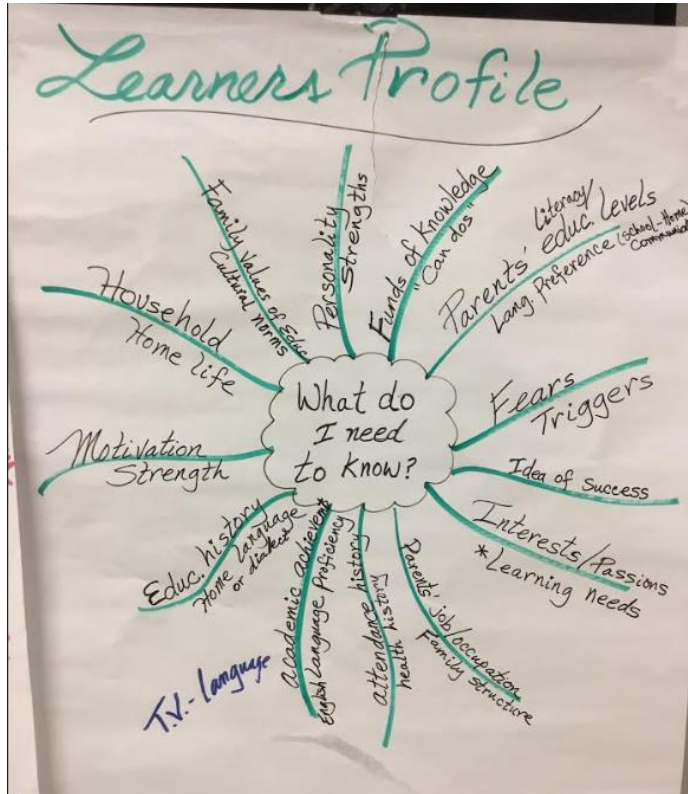 Learners Profile
What do
I need
to know?
Family values of Educ
Cultural norms
Personality
Strengths
Funds of Knowledge
"Can dos"
Literacy/
Parents' educ. levels
Lang Preference (school-Home)
Fears
Triggers
Idea of Success
Interests/Passions
*Learning needs
Parents' job/occupation
Family structure
attendance history
health history
academic achievem't
English Language Proficiency
Educ. history
Home Language
or dialect
T.V.-Language
Motivation
Strength
Household
Home life